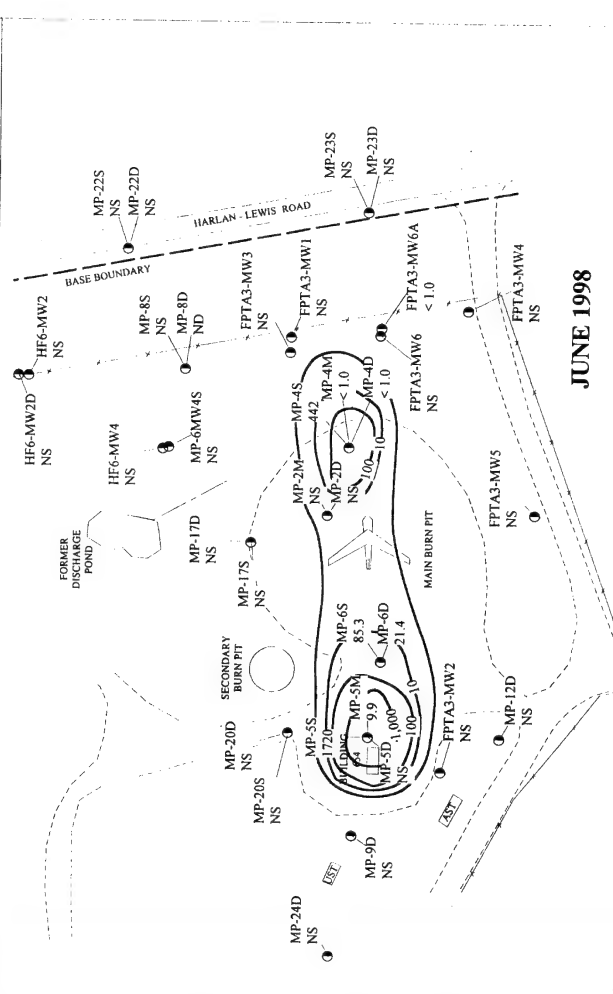 HF6-MW2D
NS
HF6-MW2
NS
MP-22S
NS
MP-22D
NS
BASE BOUNDARY
HARLAN - LEWIS ROAD
FORMER
DISCHARGE
POND
HF6-MW4
NS
MP-6MW4S
NS
MP-8S
NS
MP-8D
ND
MP-17D
NS
MP-17S
NS
FPTA3-MW3
NS
FPTA3-MW1
NS
MP-23S
NS
MP-23D
NS
SECONDARY
BURN PIT
MP-20D
NS
MP-20S
NS
MP-2M
NS
MP-2D
NS
MP-4S
442
MP-4M
< 1.0
MP-4D
< 1.0
100
10
FPTA3-MW6A
< 1.0
FPTA3-MW6
NS
MP-5S
1720
MP-5M
9.9
MP-5D
NS
BUILDING
1,000
100
10
MP-6S
85.3
MP-6D
21.4
MAIN BURN PIT
MP-24D
NS
UST
MP-9D
NS
AST
FPTA3-MW2
NS
MP-12D
NS
FPTA3-MW5
NS
FPTA3-MW4
NS
JUNE 1998